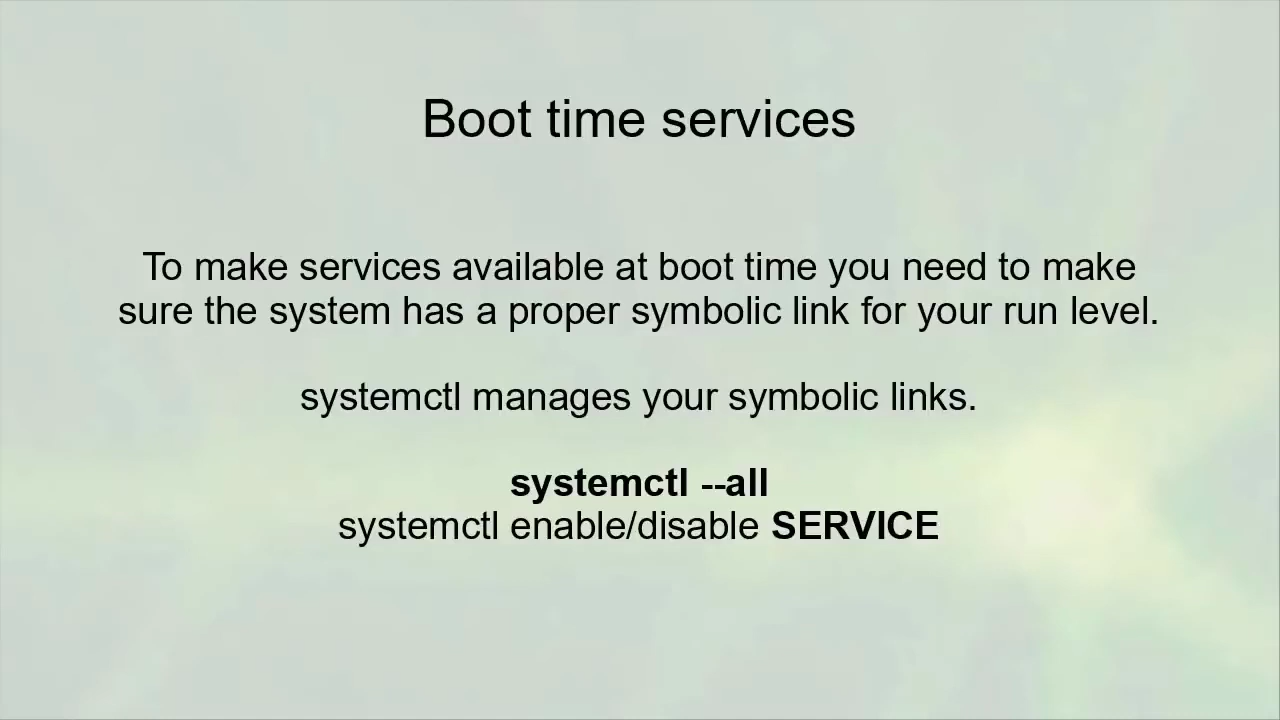 Boot time services
To make services available at boot time you need to make
sure the system has a proper symbolic link for your run level.
systemctl manages your symbolic links.
systemctl --all
systemctl enable/disable SERVICE